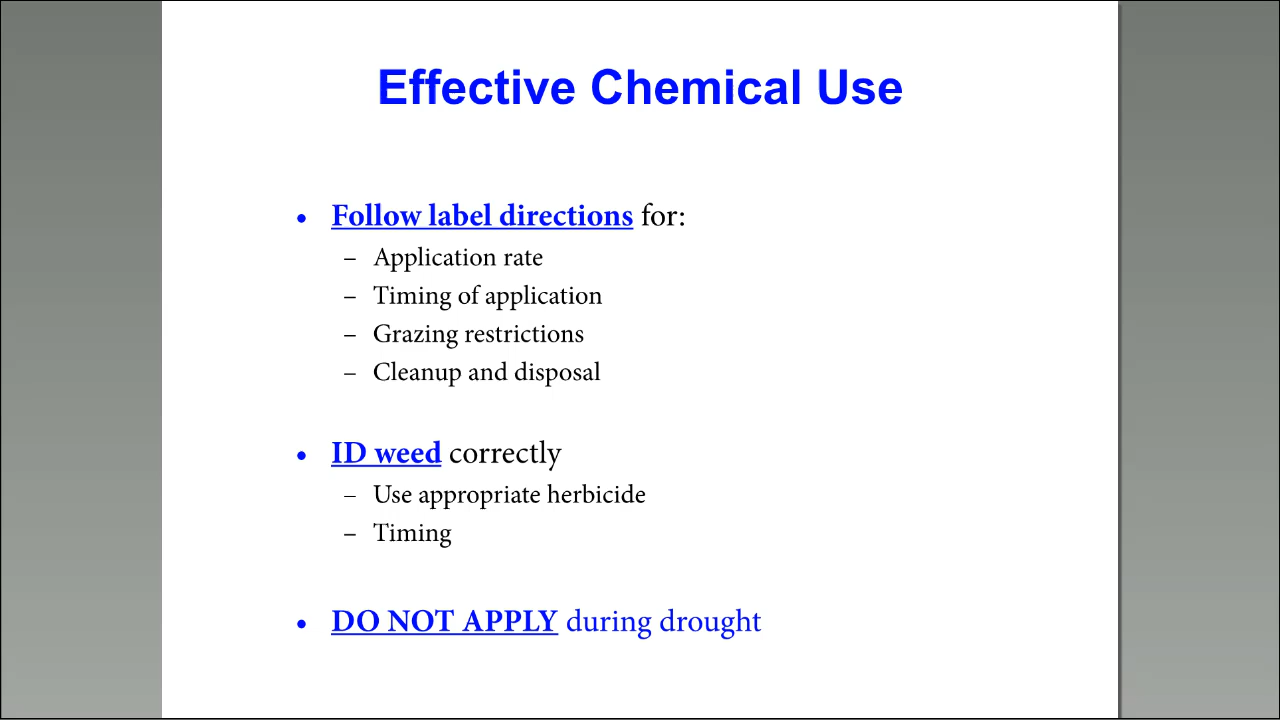 Effective Chemical Use
• Follow label directions for:
– Application rate
– Timing of application
– Grazing restrictions
– Cleanup and disposal
• ID weed correctly
– Use appropriate herbicide
– Timing
• DO NOT APPLY during drought